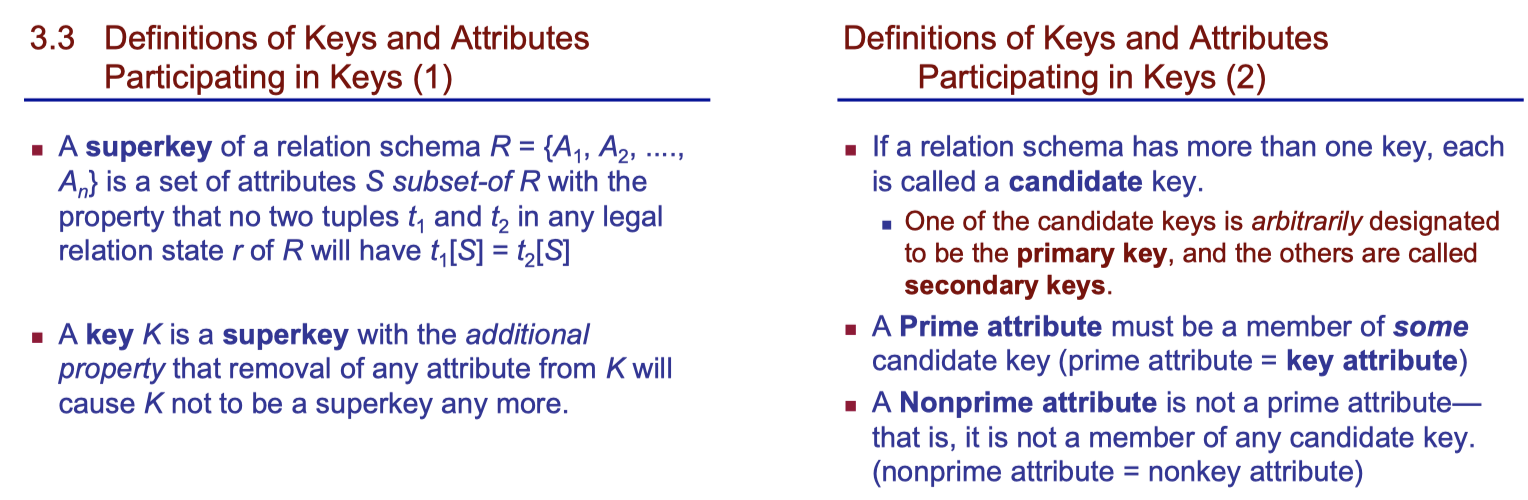 3.3 Definitions of Keys and Attributes
Participating in Keys (1)
A superkey of a relation schema R = {A1, A2, ....,
An} is a set of attributes S subset-of R with the
property that no two tuples t1 and t2 in any legal
relation state r of R will have t1[S] = t2[S]
A key K is a superkey with the additional
property that removal of any attribute from K will
cause K not to be a superkey any more.
Definitions of Keys and Attributes
Participating in Keys (2)
If a relation schema has more than one key, each
is called a candidate key.
One of the candidate keys is arbitrarily designated
to be the primary key, and the others are called
secondary keys.
A Prime attribute must be a member of some
candidate key (prime attribute = key attribute)
A Nonprime attribute is not a prime attribute—
that is, it is not a member of any candidate key.
(nonprime attribute = nonkey attribute)